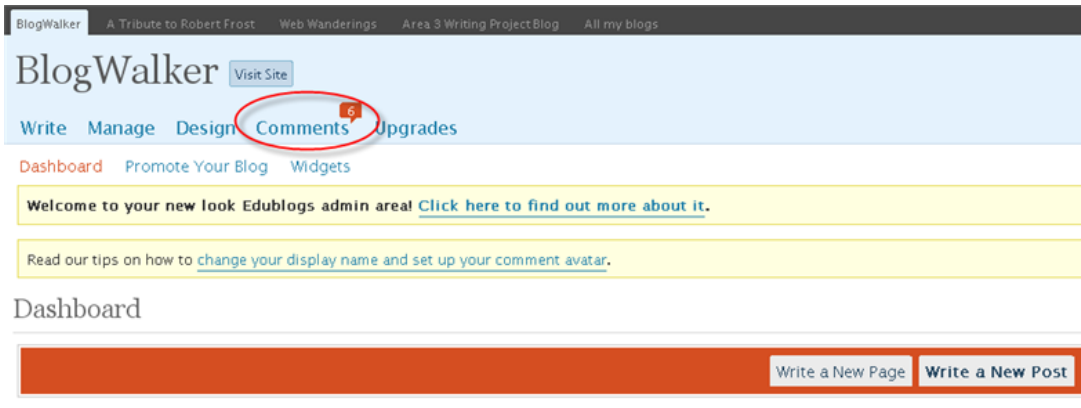 BlogWalker A Tribute to Robert Frost Web Wanderings Area 3 Writing Project Blog All my blogs
BlogWalker Visit Site
6
Write Manage Design Comments Upgrades
Dashboard Promote Your Blog Widgets
Welcome to your new look Edublogs admin area! Click here to find out more about it.
Read our tips on how to change your display name and set up your comment avatar.
Dashboard
Write a New Page Write a New Post